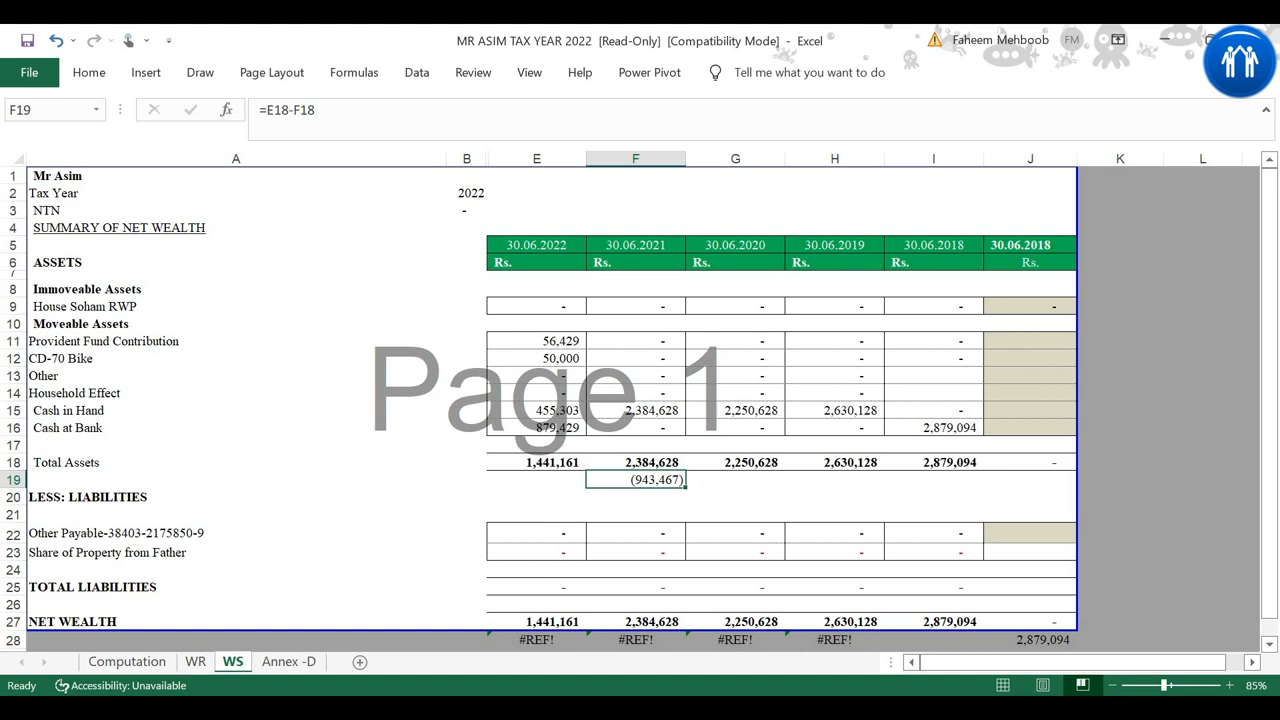 MR ASIM TAX YEAR 2022 [Read-Only] [Compatibility Mode] - Excel
Faheem Mehboob FM
File Home Insert Draw Page Layout Formulas Data Review View Help Power Pivot Tell me what you want to do
F19 fx =E18-F18
A B E F G H I J K L
1 Mr Asim
2 Tax Year 2022
3 NTN -
4 SUMMARY OF NET WEALTH
5 30.06.2022 30.06.2021 30.06.2020 30.06.2019 30.06.2018 30.06.2018
6 ASSETS Rs. Rs. Rs. Rs. Rs. Rs.
7
8 Immoveable Assets
9 House Soham RWP - - - - - -
10 Moveable Assets
11 Provident Fund Contribution 56,429 - - - -
12 CD-70 Bike 50,000 - - - -
13 Other - - - - -
14 Household Effect - - - - -
15 Cash in Hand 455,303 2,384,628 2,250,628 2,630,128 -
16 Cash at Bank 879,429 - - - 2,879,094
Page 1
17
18 Total Assets 1,441,161 2,384,628 2,250,628 2,630,128 2,879,094 -
19 (943,467)
20 LESS: LIABILITIES
21
22 Other Payable-38403-2175850-9 - - - - -
23 Share of Property from Father - - - - -
24
25 TOTAL LIABILITIES - - - - -
26
27 NET WEALTH 1,441,161 2,384,628 2,250,628 2,630,128 2,879,094 -
28 #REF! #REF! #REF! #REF! 2,879,094
Computation WR WS Annex -D
Ready Accessibility: Unavailable 85%